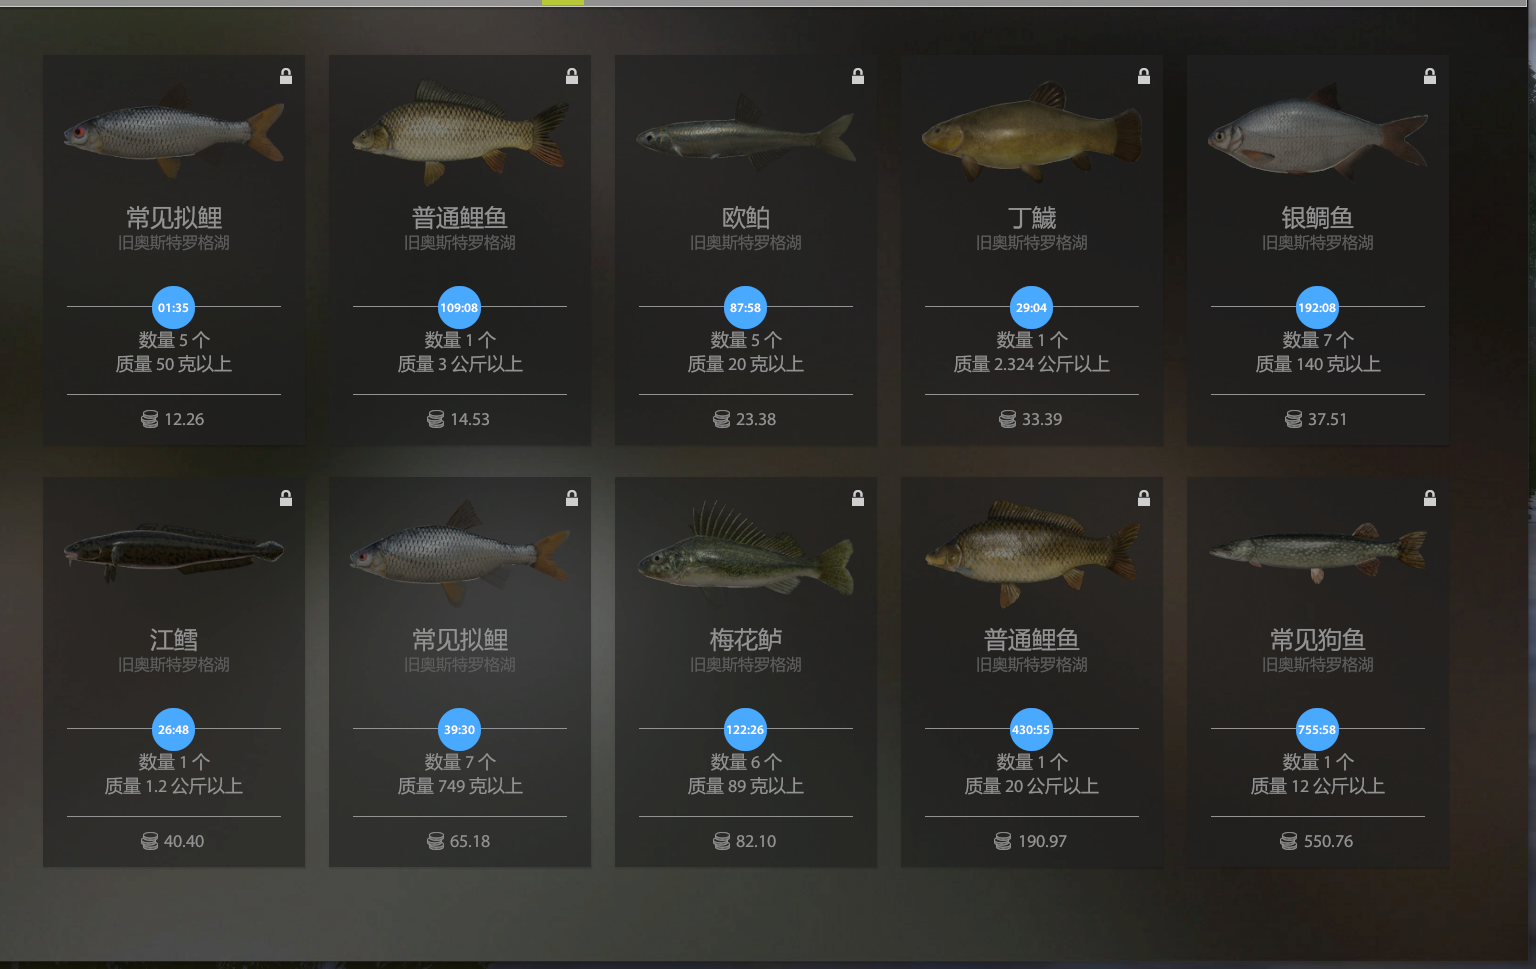 常见拟鲤
旧奥斯特罗格湖
01:35
数量 5 个
质量 50 克以上
12.26
普通鲤鱼
旧奥斯特罗格湖
109:08
数量 1 个
质量 3 公斤以上
14.53
欧鲌
旧奥斯特罗格湖
87:58
数量 5 个
质量 20 克以上
23.38
丁鱥
旧奥斯特罗格湖
29:04
数量 1 个
质量 2.324 公斤以上
33.39
银鲷鱼
旧奥斯特罗格湖
192:08
数量 7 个
质量 140 克以上
37.51
江鳕
旧奥斯特罗格湖
26:48
数量 1 个
质量 1.2 公斤以上
40.40
常见拟鲤
旧奥斯特罗格湖
39:30
数量 7 个
质量 749 克以上
65.18
梅花鲈
旧奥斯特罗格湖
122:26
数量 6 个
质量 89 克以上
82.10
普通鲤鱼
旧奥斯特罗格湖
430:55
数量 1 个
质量 20 公斤以上
190.97
常见狗鱼
旧奥斯特罗格湖
755:58
数量 1 个
质量 12 公斤以上
550.76